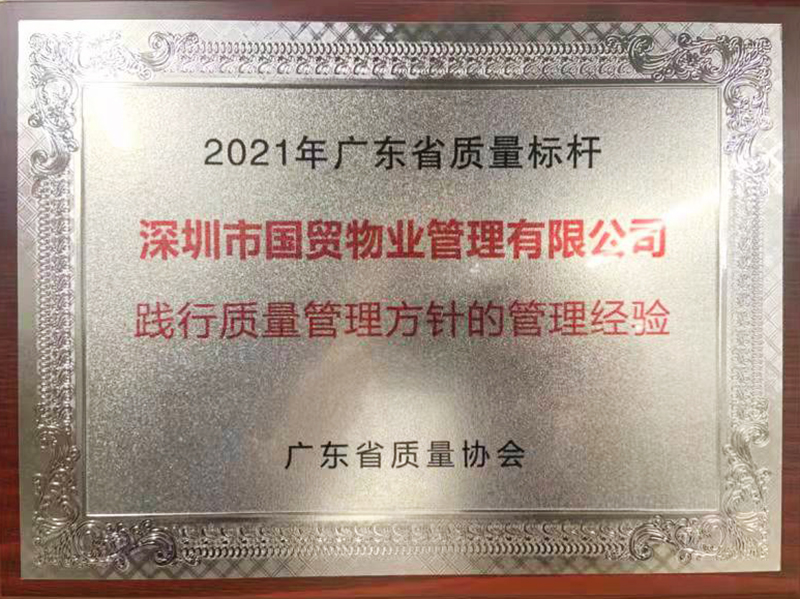 2021年广东省质量标杆
深圳市国贸物业管理有限公司
践行质量管理方针的管理经验
广东省质量协会